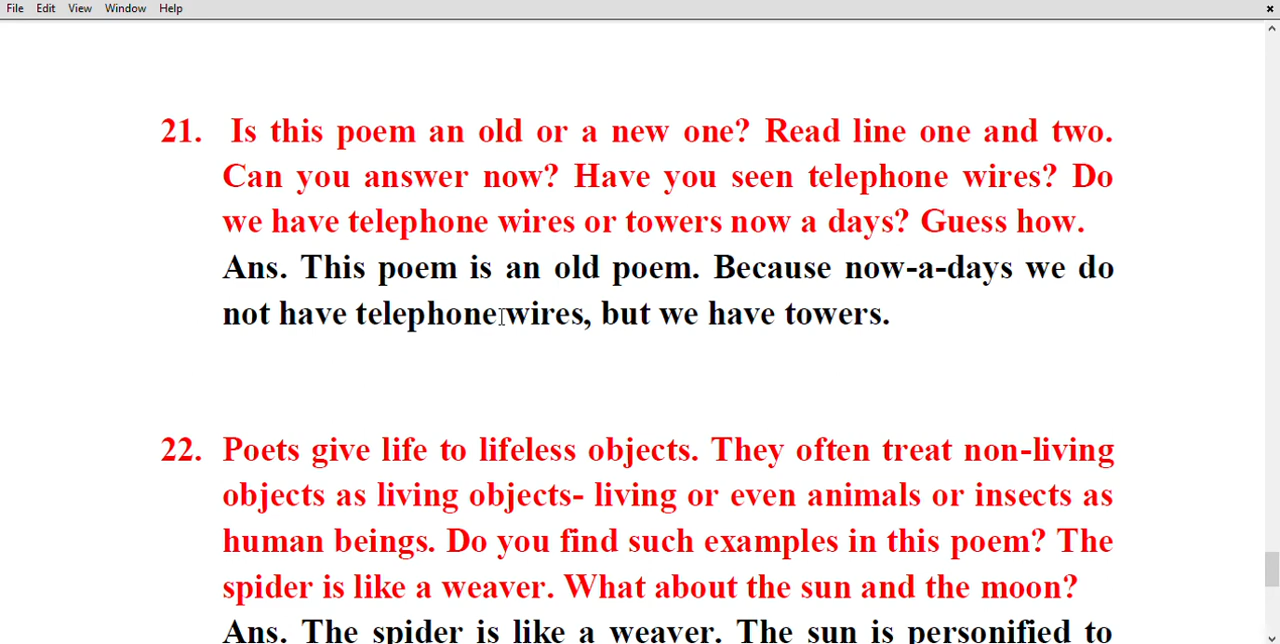 File Edit View Window Help
21. Is this poem an old or a new one? Read line one and two.
Can you answer now? Have you seen telephone wires? Do
we have telephone wires or towers now a days? Guess how.
Ans. This poem is an old poem. Because now-a-days we do
not have telephone wires, but we have towers.
22. Poets give life to lifeless objects. They often treat non-living
objects as living objects- living or even animals or insects as
human beings. Do you find such examples in this poem? The
spider is like a weaver. What about the sun and the moon?
Ans. The spider is like a weaver. The sun is personified to